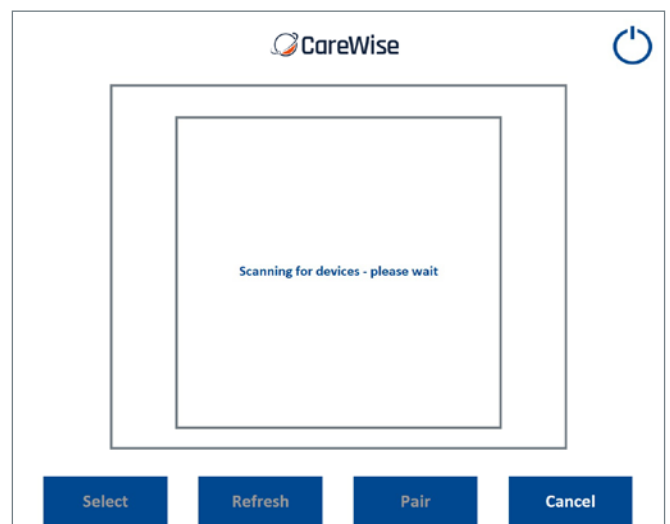 CareWise
Scanning for devices - please wait
Select
Refresh
Pair
Cancel